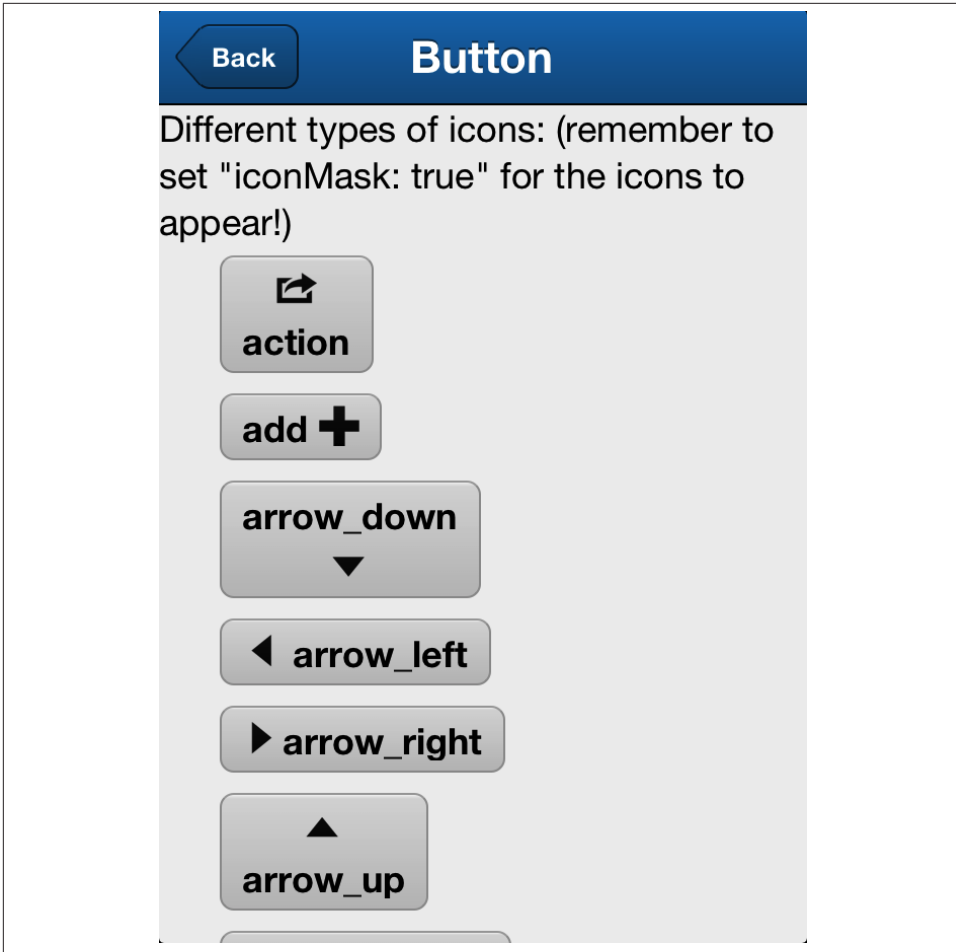 Back
Button
Different types of icons: (remember to
set "iconMask: true" for the icons to
appear!)
action
add
arrow_down
arrow_left
arrow_right
arrow_up